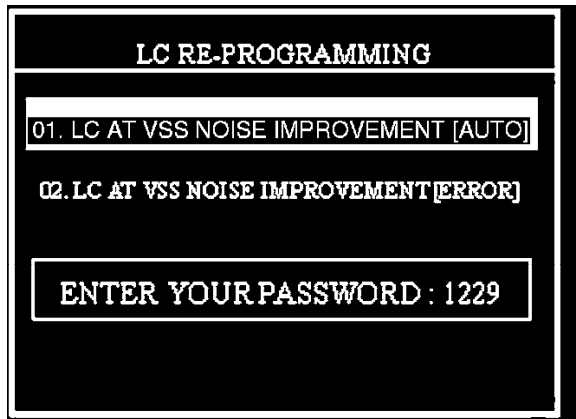 LC RE-PROGRAMMING
01. LC AT VSS NOISE IMPROVEMENT [AUTO]
02. LC AT VSS NOISE IMPROVEMENT [ERROR]
ENTER YOUR PASSWORD : 1229